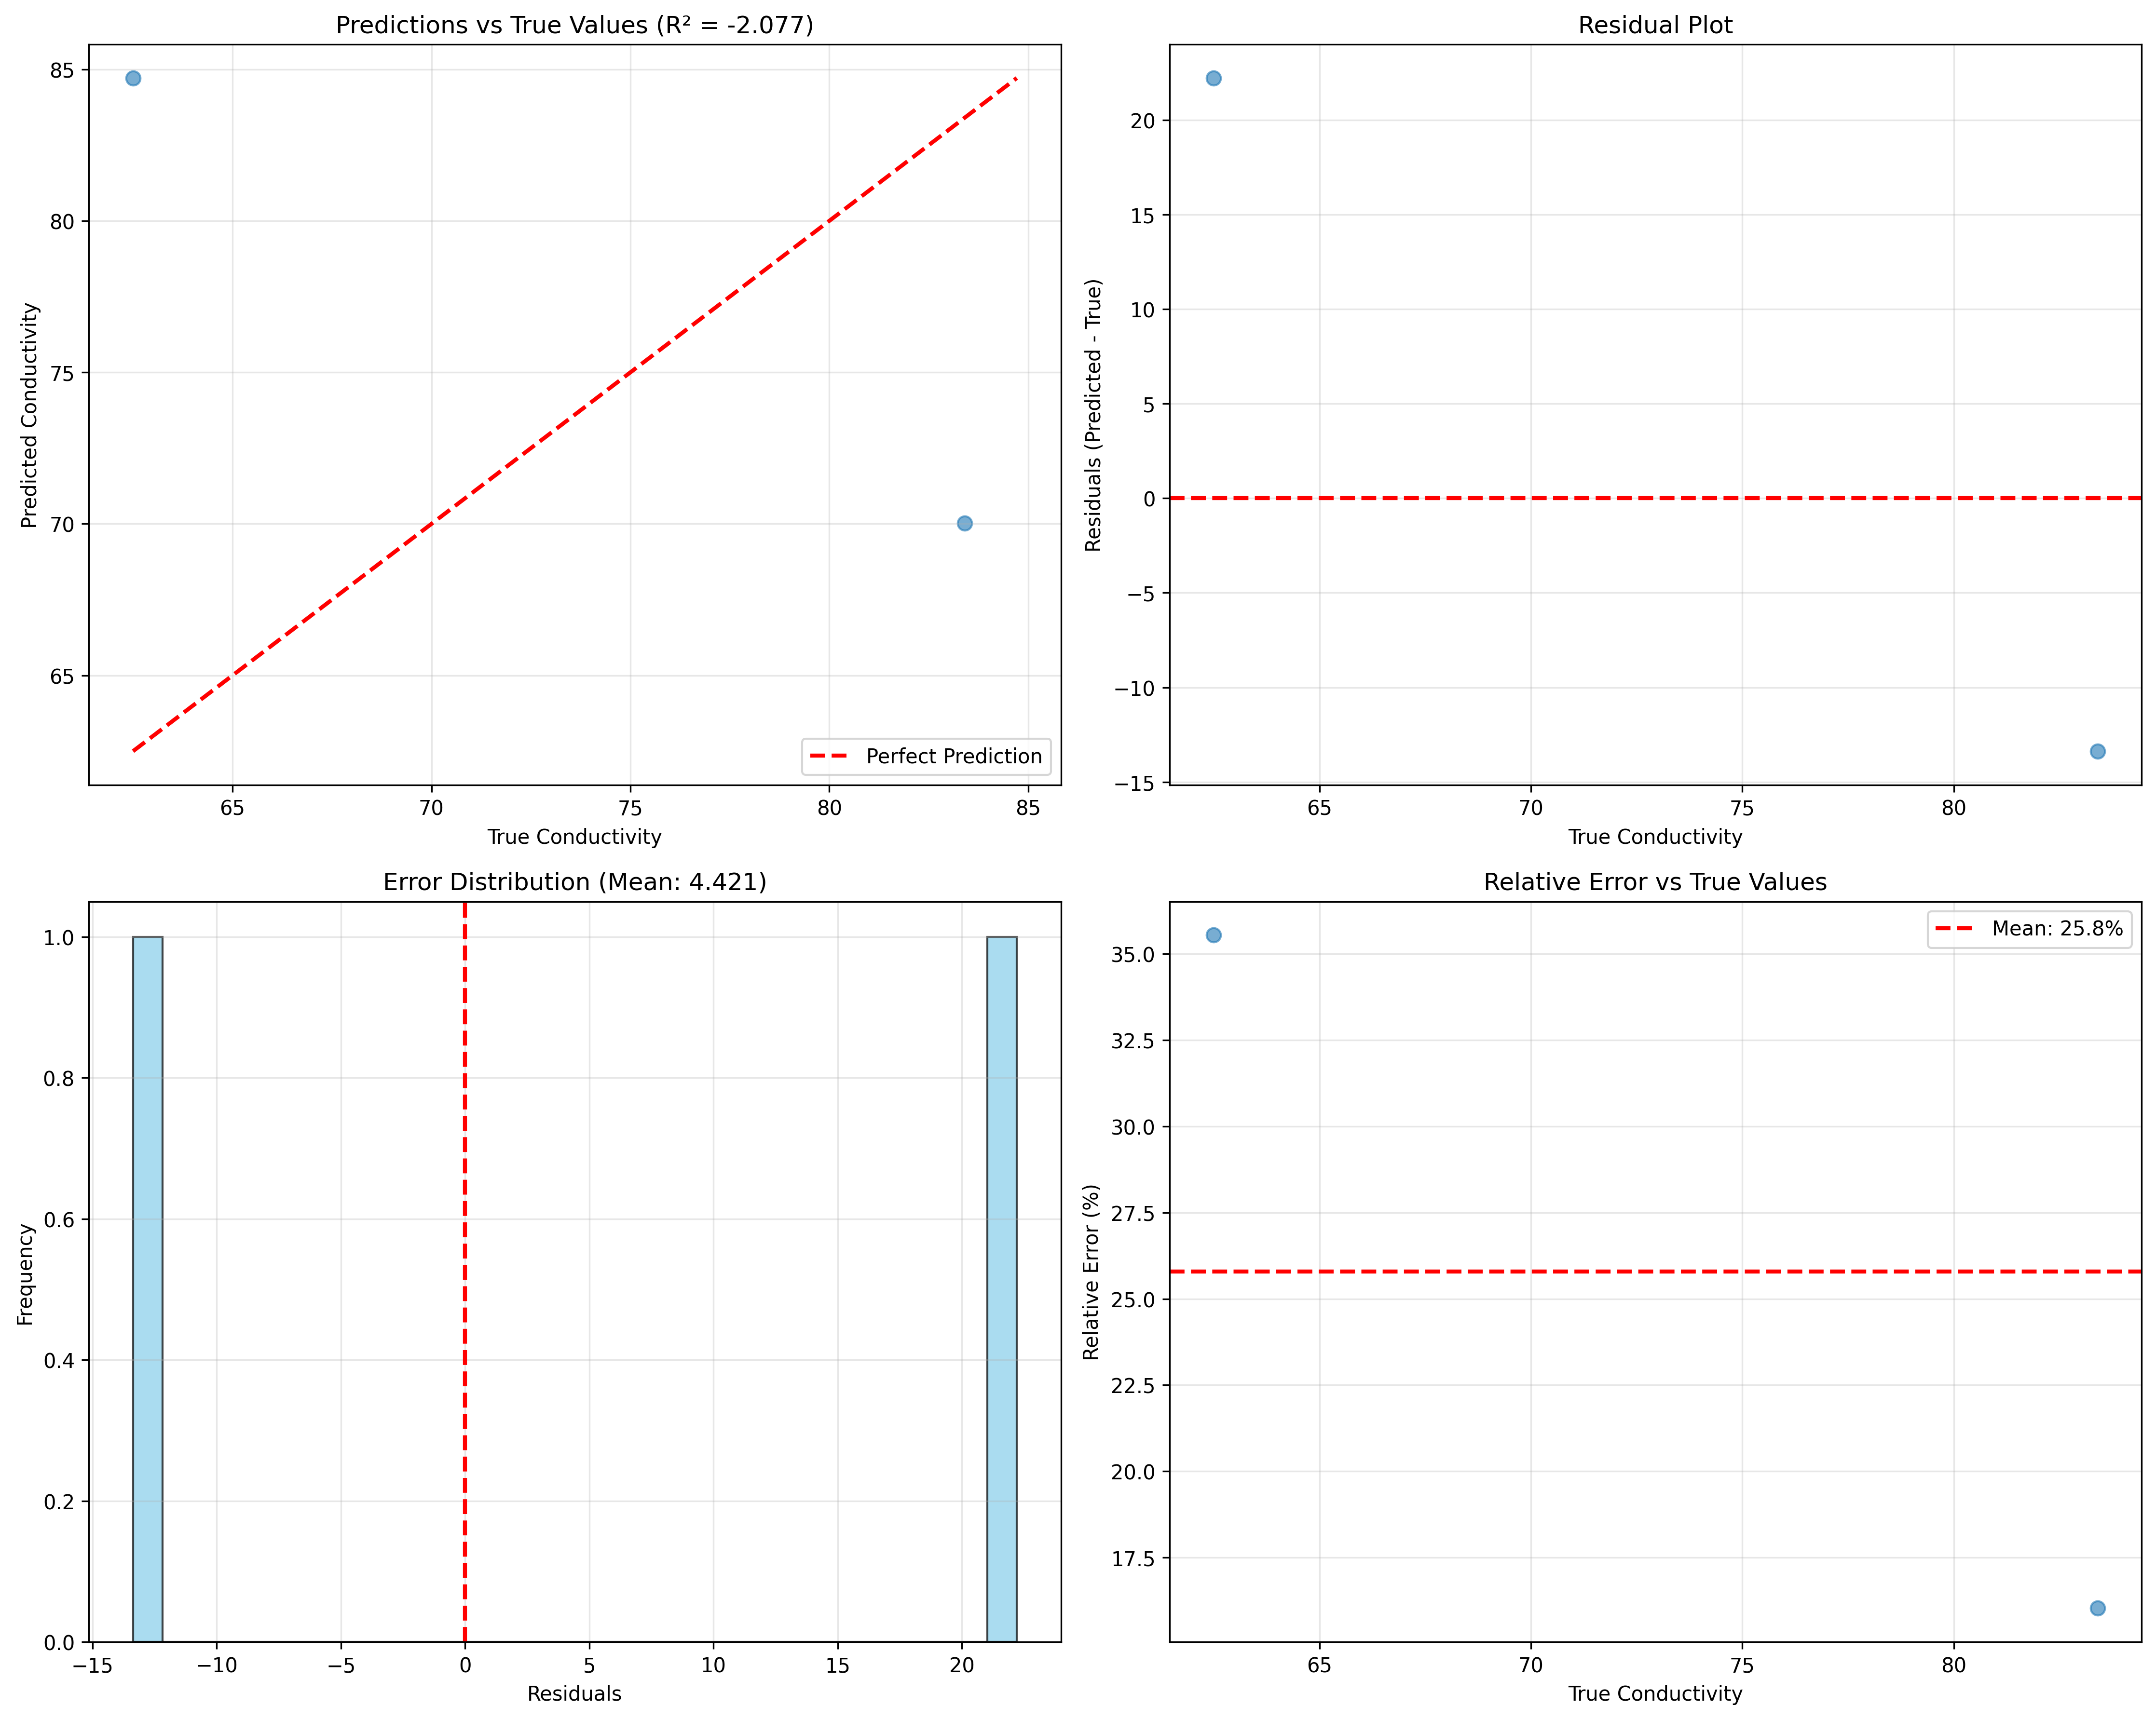 Predictions vs True Values (R² = -2.077)
85
80
75
70
65
Predicted Conductivity
65 70 75 80 85
True Conductivity
Perfect Prediction
Residual Plot
20
15
10
5
0
−5
−10
−15
Residuals (Predicted - True)
65 70 75 80
True Conductivity
Error Distribution (Mean: 4.421)
1.0
0.8
0.6
0.4
0.2
0.0
Frequency
−15 −10 −5 0 5 10 15 20
Residuals
Relative Error vs True Values
35.0
32.5
30.0
27.5
25.0
22.5
20.0
17.5
Relative Error (%)
65 70 75 80
True Conductivity
Mean: 25.8%